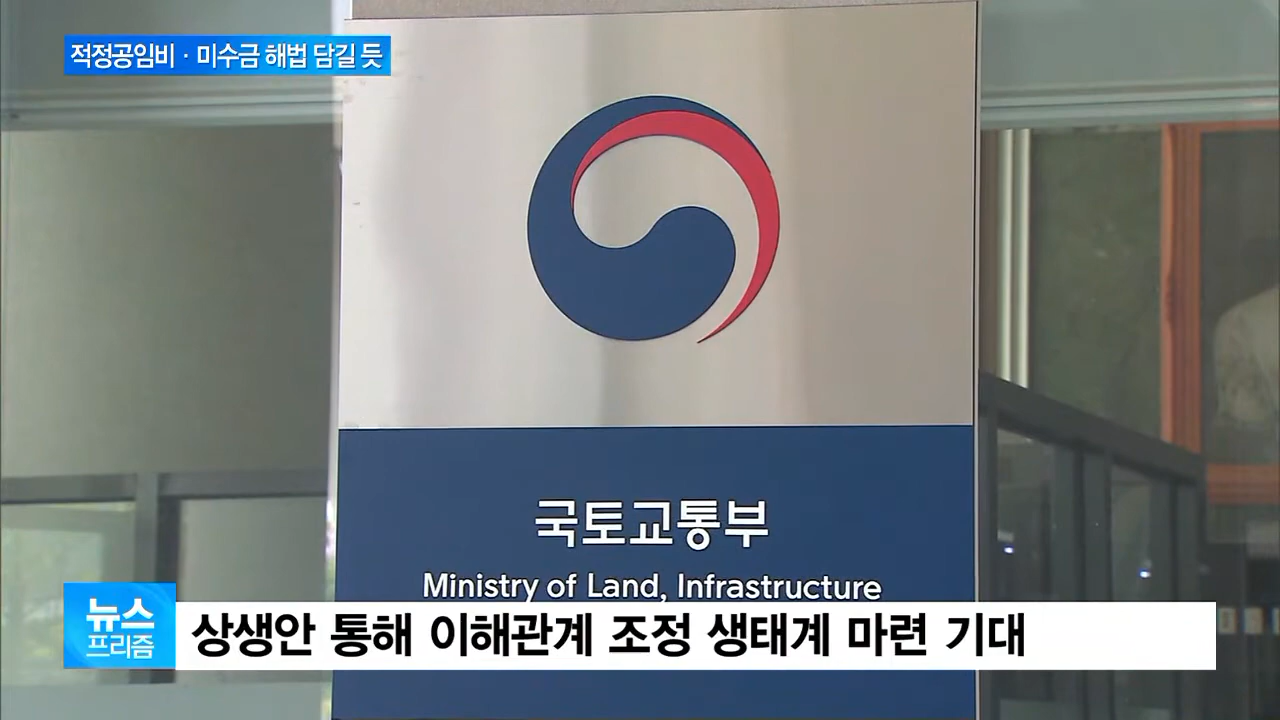 적정공임비·미수금 해법 담길 듯
국토교통부
Ministry of Land, Infrastructure
뉴스
프리즘
상생안 통해 이해관계 조정 생태계 마련 기대